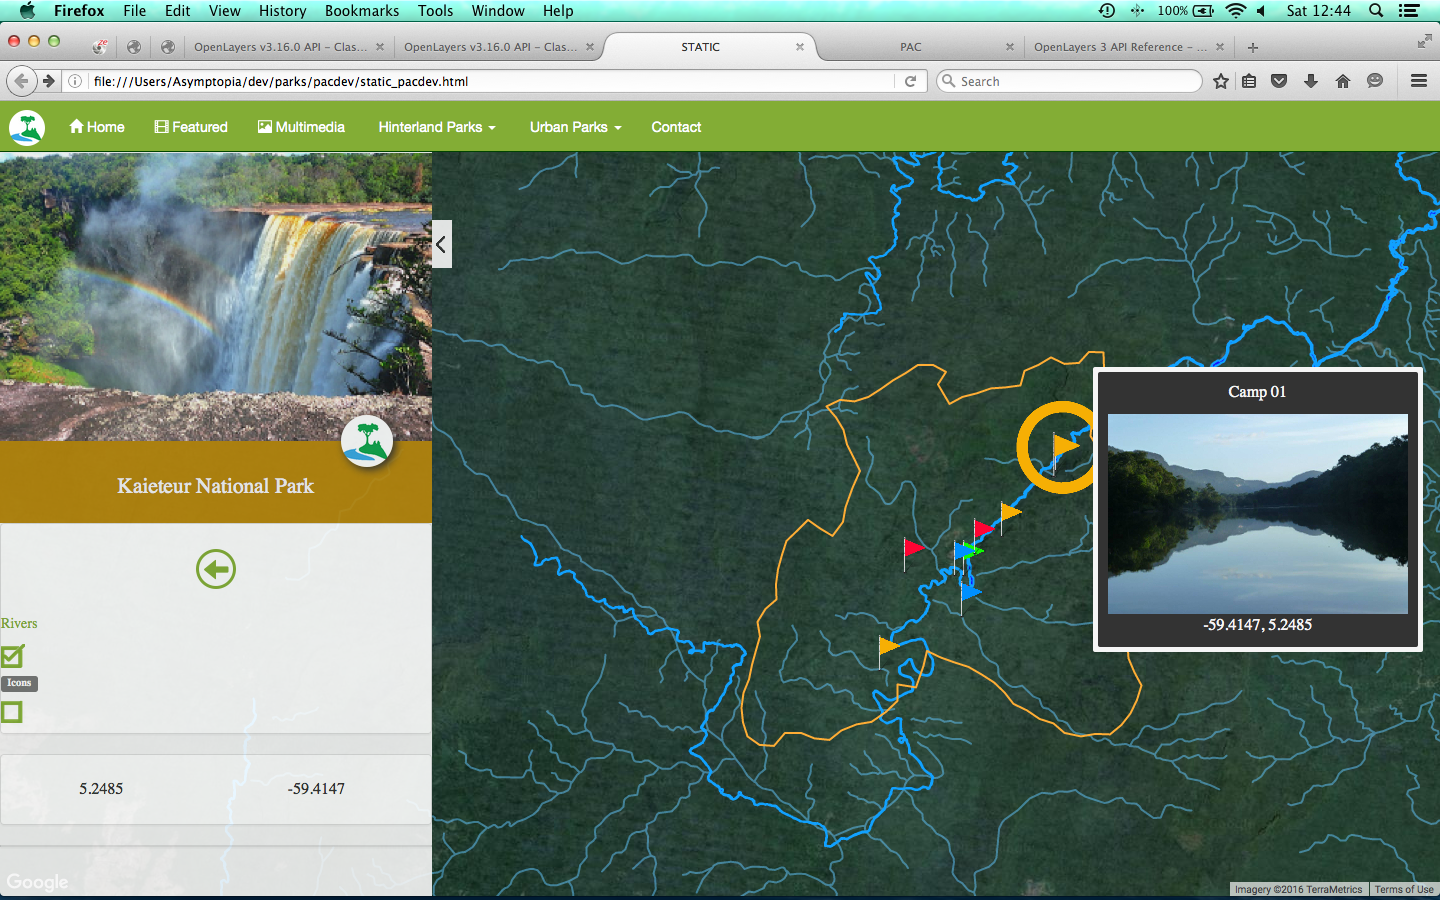 Firefox File Edit View History Bookmarks Tools Window Help 100% Sat 12:44
ze OpenLayers v3.16.0 API – Clas... OpenLayers v3.16.0 API – Clas... STATIC PAC OpenLayers 3 API Reference – ...
file:///Users/Asymptopia/dev/parks/pacdev/static_pacdev.html Search
Home Featured Multimedia Hinterland Parks Urban Parks Contact
Camp 01
-59.4147, 5.2485
Kaieteur National Park
Rivers
Icons
5.2485 -59.4147
Google
Imagery ©2016 TerraMetrics Terms of Use